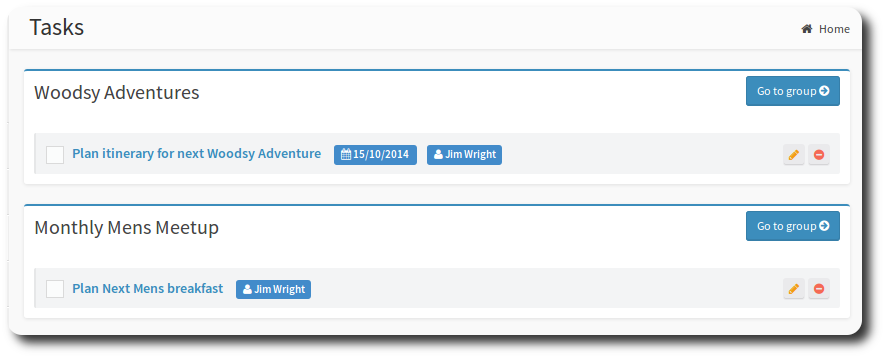 Tasks
Home
Woodsy Adventures
Go to group
Plan itinerary for next Woodsy Adventure 15/10/2014 Jim Wright
Monthly Mens Meetup
Go to group
Plan Next Mens breakfast Jim Wright